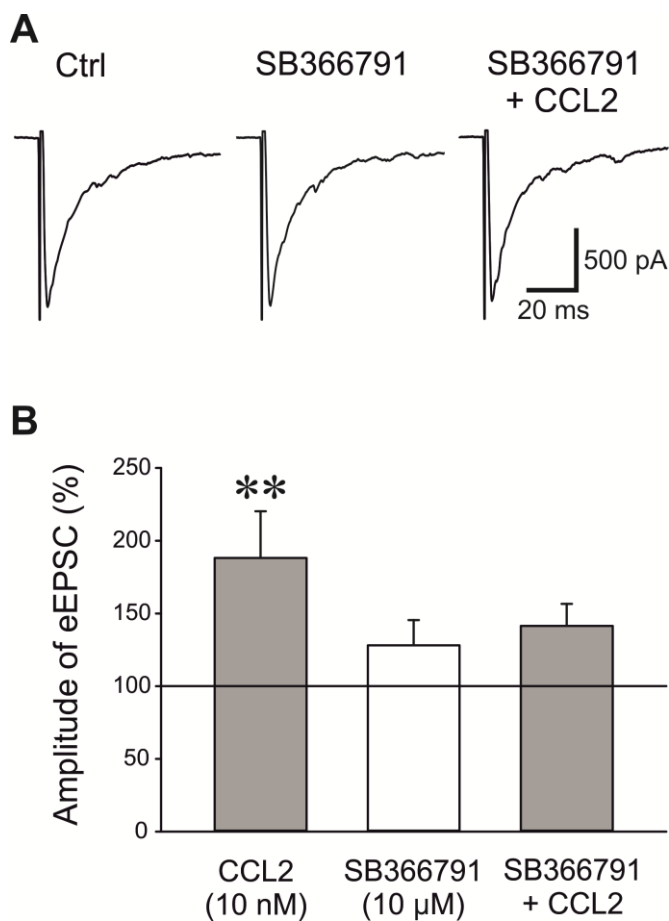 A
Ctrl
SB366791
SB366791
+ CCL2
500 pA
20 ms
B
Amplitude of eEPSC (%)
250
200
150
100
50
0
**
CCL2
(10 nM)
SB366791
(10 µM)
SB366791
+ CCL2